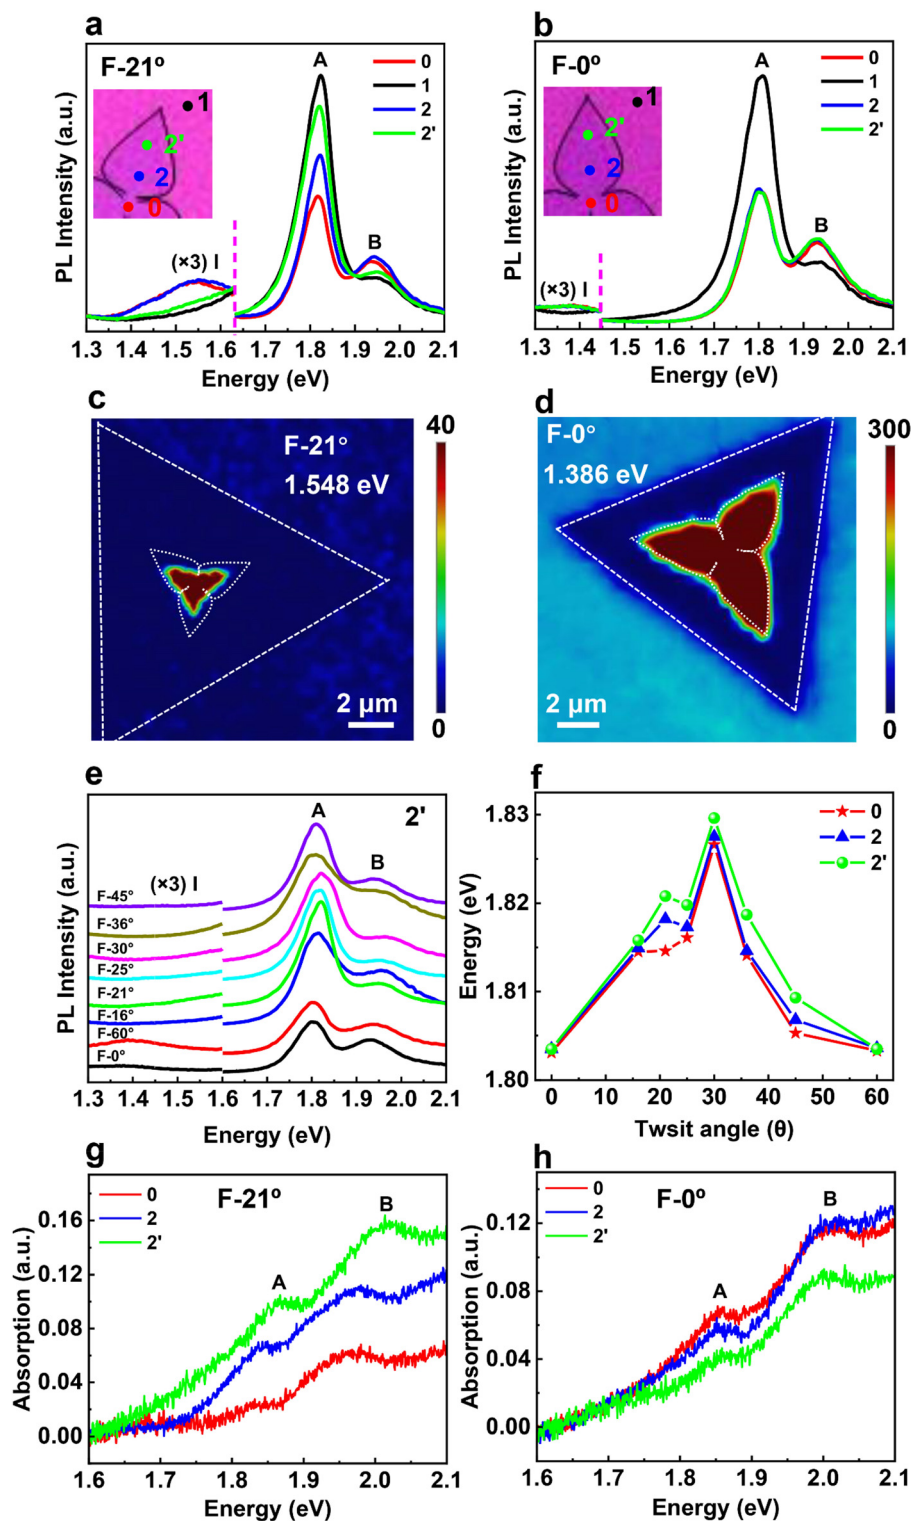 a
F-21º
A
0
1
2
2'
1
2'
2
0
B
(×3) I
PL Intensity (a.u.)
1.3 1.4 1.5 1.6 1.7 1.8 1.9 2.0 2.1
Energy (eV)
b
F-0º
A
0
1
2
2'
1
2'
2
0
B
(×3) I
PL Intensity (a.u.)
1.3 1.4 1.5 1.6 1.7 1.8 1.9 2.0 2.1
Energy (eV)
c
F-21°
1.548 eV
2 μm
40
0
d
F-0°
1.386 eV
2 μm
300
0
e
2'
A
B
(×3) I
F-45°
F-36°
F-30°
F-25°
F-21°
F-16°
F-60°
F-0°
PL Intensity (a.u.)
1.3 1.4 1.5 1.6 1.7 1.8 1.9 2.0 2.1
Energy (eV)
f
0
2
2'
1.83
1.82
1.81
1.80
Energy (eV)
0 10 20 30 40 50 60
Twsit angle (θ)
g
F-21º
0
2
2'
A
B
0.16
0.12
0.08
0.04
0.00
Absorption (a.u.)
1.6 1.7 1.8 1.9 2.0 2.1
Energy (eV)
h
F-0º
0
2
2'
A
B
0.12
0.08
0.04
0.00
Absorption (a.u.)
1.6 1.7 1.8 1.9 2.0 2.1
Energy (eV)